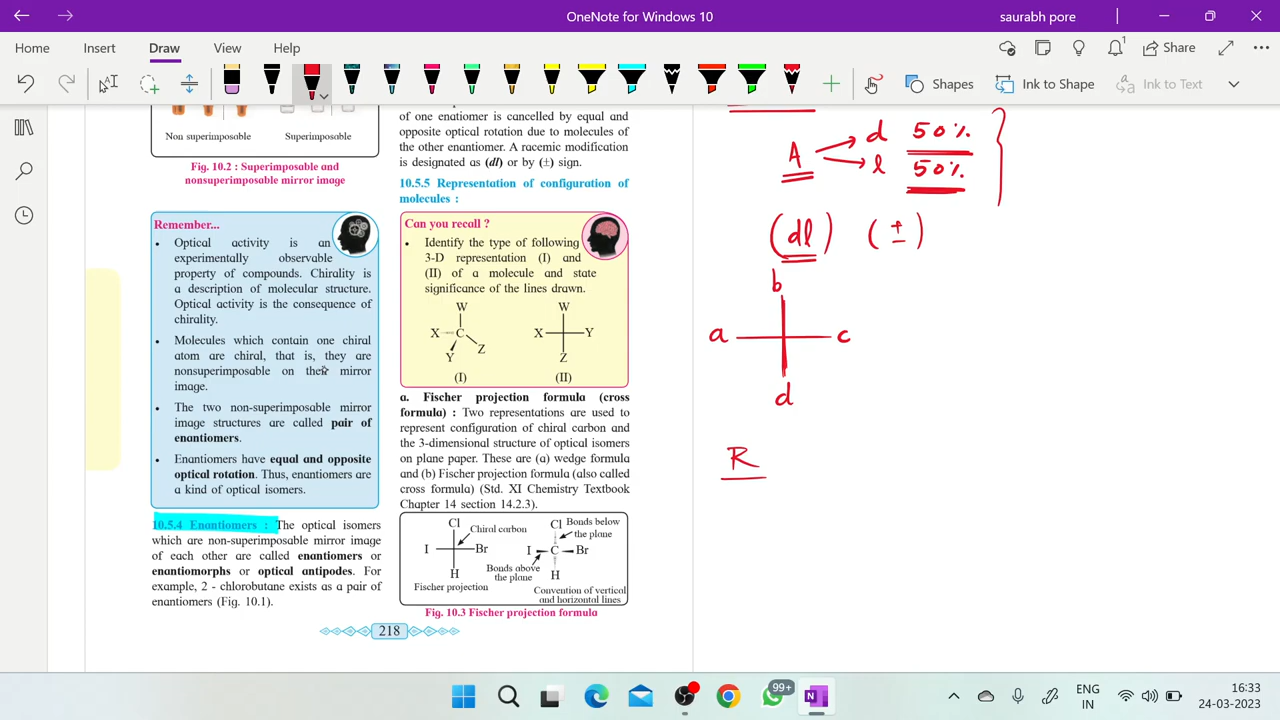 OneNote for Windows 10
saurabh pore
Home
Insert
Draw
View
Help
Share
Shapes
Ink to Shape
Ink to Text
Non superimposable
Superimposable
Fig. 10.2 : Superimposable and
nonsuperimposable mirror image
Remember...
• Optical activity is an
experimentally observable
property of compounds. Chirality is
a description of molecular structure.
Optical activity is the consequence of
chirality.
• Molecules which contain one chiral
atom are chiral, that is, they are
nonsuperimposable on their mirror
image.
• The two non-superimposable mirror
image structures are called pair of
enantiomers.
• Enantiomers have equal and opposite
optical rotation. Thus, enantiomers are
a kind of optical isomers.
10.5.4 Enantiomers : The optical isomers
which are non-superimposable mirror image
of each other are called enantiomers or
enantiomorphs or optical antipodes. For
example, 2 - chlorobutane exists as a pair of
enantiomers (Fig. 10.1).
of one enatiomer is cancelled by equal and
opposite optical rotation due to molecules of
the other enantiomer. A racemic modification
is designated as (dl) or by (±) sign.
10.5.5 Representation of configuration of
molecules :
Can you recall ?
• Identify the type of following
3-D representation (I) and
(II) of a molecule and state
significance of the lines drawn.
W W
X C X Y
Y Z Z
(I) (II)
a. Fischer projection formula (cross
formula) : Two representations are used to
represent configuration of chiral carbon and
the 3-dimensional structure of optical isomers
on plane paper. These are (a) wedge formula
and (b) Fischer projection formula (also called
cross formula) (Std. XI Chemistry Textbook
Chapter 14 section 14.2.3).
Cl Chiral carbon
I Br
H
Fischer projection
Cl Bonds below
the plane
I C Br
Bonds above
the plane
H
Convention of vertical
and horizontal lines
Fig. 10.3 Fischer projection formula
218
A d 50%
l 50%
(dl) (±)
b
a c
d
R
99+
ENG
IN
16:33
24-03-2023